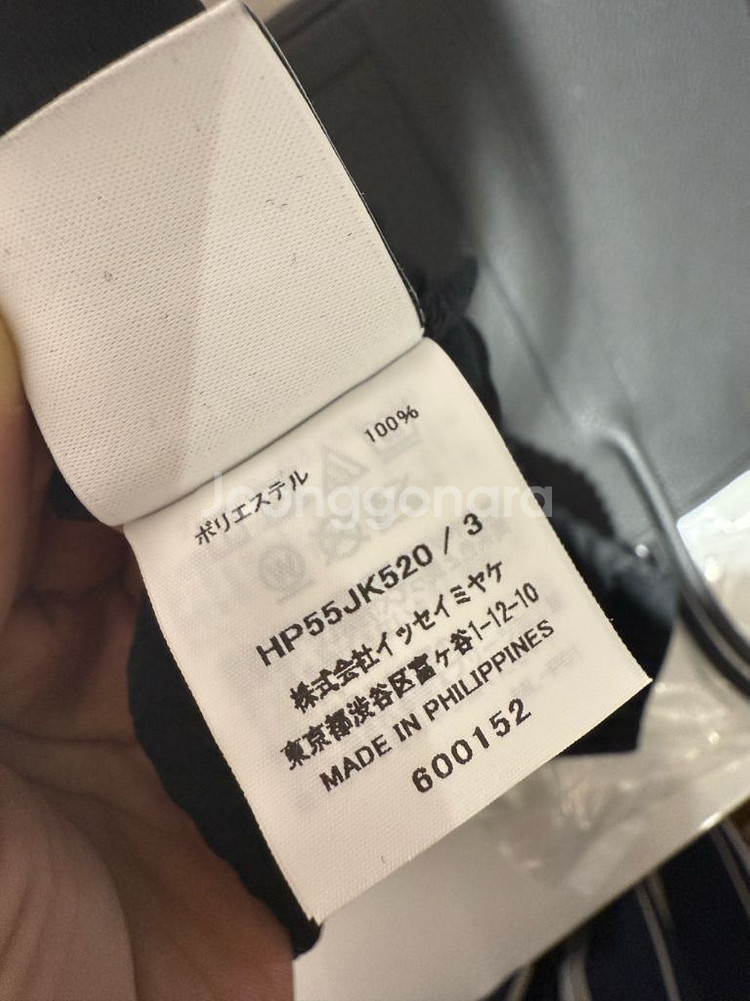 ポリエステル 100%
Joonggonara
HP55JK520 / 3
株式会社イッセイミヤケ
東京都渋谷区富ヶ谷1-12-10
MADE IN PHILIPPINES
600152